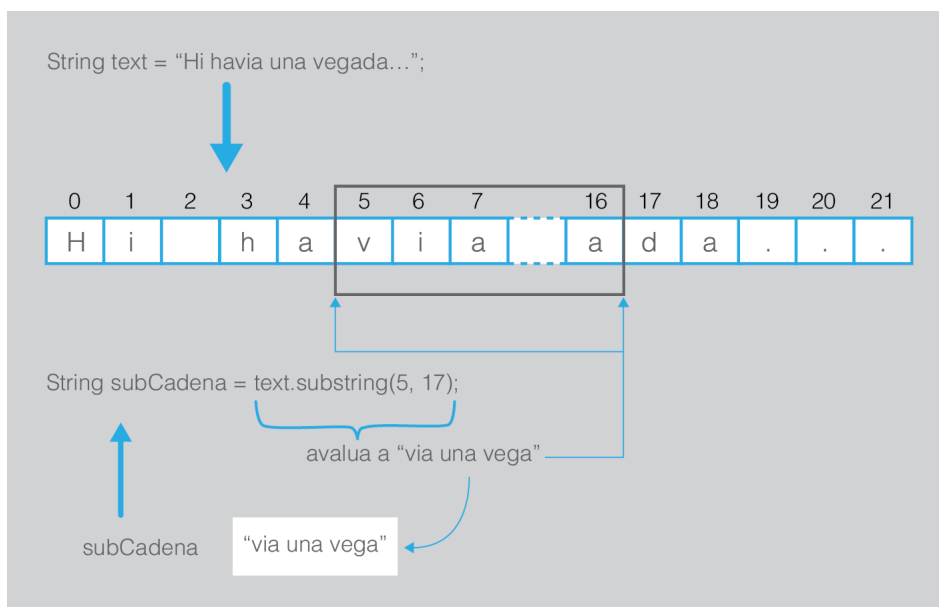 String text = “Hi havia una vegada...”;
0 1 2 3 4 5 6 7 16 17 18 19 20 21
H i h a v i a a d a . . .
String subCadena = text.substring(5, 17);
avalua a “via una vega”
subCadena “via una vega”